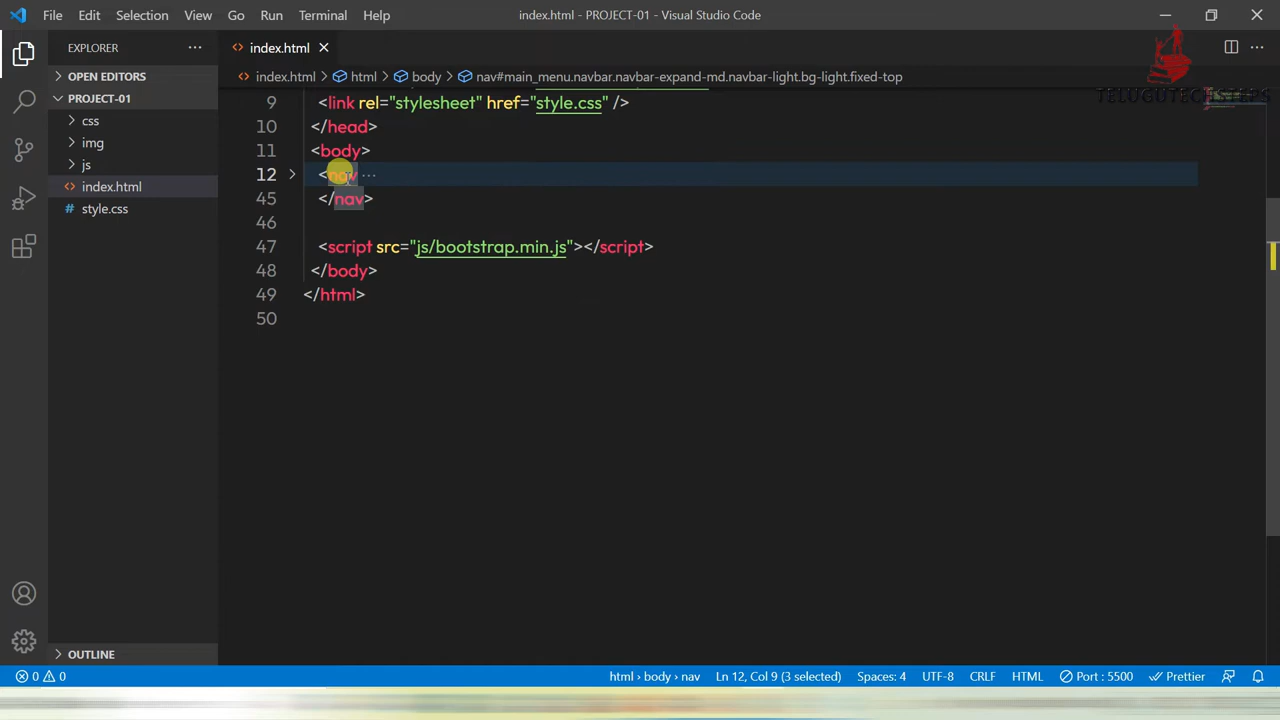 File Edit Selection View Go Run Terminal Help
index.html - PROJECT-01 - Visual Studio Code
EXPLORER
OPEN EDITORS
PROJECT-01
css
img
js
index.html
style.css
OUTLINE
index.html
index.html > html > body > nav#main_menu.navbar.navbar-expand-md.navbar-light.bg-light.fixed-top
TELUGUTECHSTEPS
9 <link rel="stylesheet" href="style.css" />
10 </head>
11 <body>
12 <nav ...
45 </nav>
46
47 <script src="js/bootstrap.min.js"></script>
48 </body>
49 </html>
50
0 0
html > body > nav
Ln 12, Col 9 (3 selected)
Spaces: 4
UTF-8
CRLF
HTML
Port : 5500
Prettier